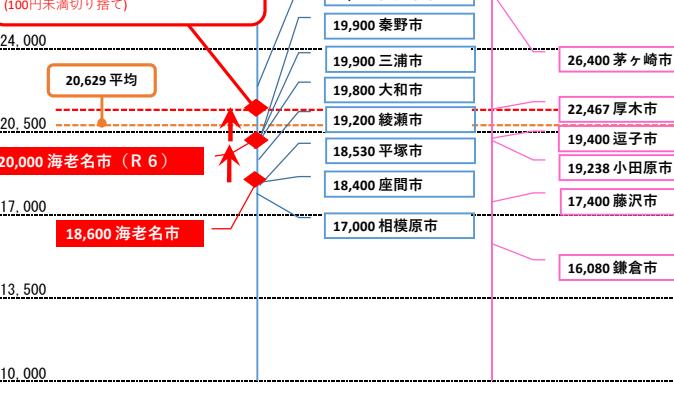 (100円未満切り捨て)
24,000
20,629 平均
20,500
20,000 海老名市（R６）
17,000
18,600 海老名市
13,500
10,000
19,900 秦野市
19,900 三浦市
19,800 大和市
19,200 綾瀬市
18,530 平塚市
18,400 座間市
17,000 相模原市
26,400 茅ヶ崎市
22,467 厚木市
19,400 逗子市
19,238 小田原市
17,400 藤沢市
16,080 鎌倉市